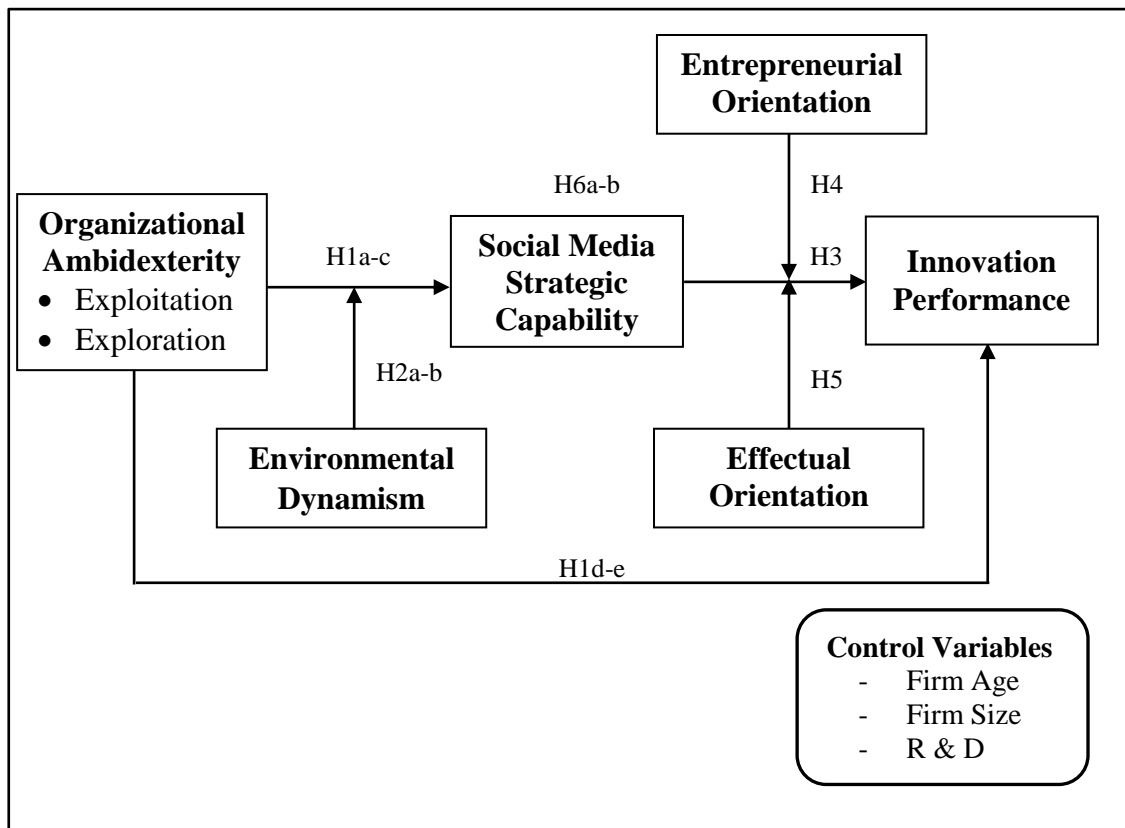 Entrepreneurial
Orientation
H6a-b
H4
Organizational
Ambidexterity
• Exploitation
• Exploration
H1a-c
Social Media
Strategic
Capability
H3
Innovation
Performance
H2a-b
H5
Environmental
Dynamism
Effectual
Orientation
H1d-e
Control Variables
- Firm Age
- Firm Size
- R & D